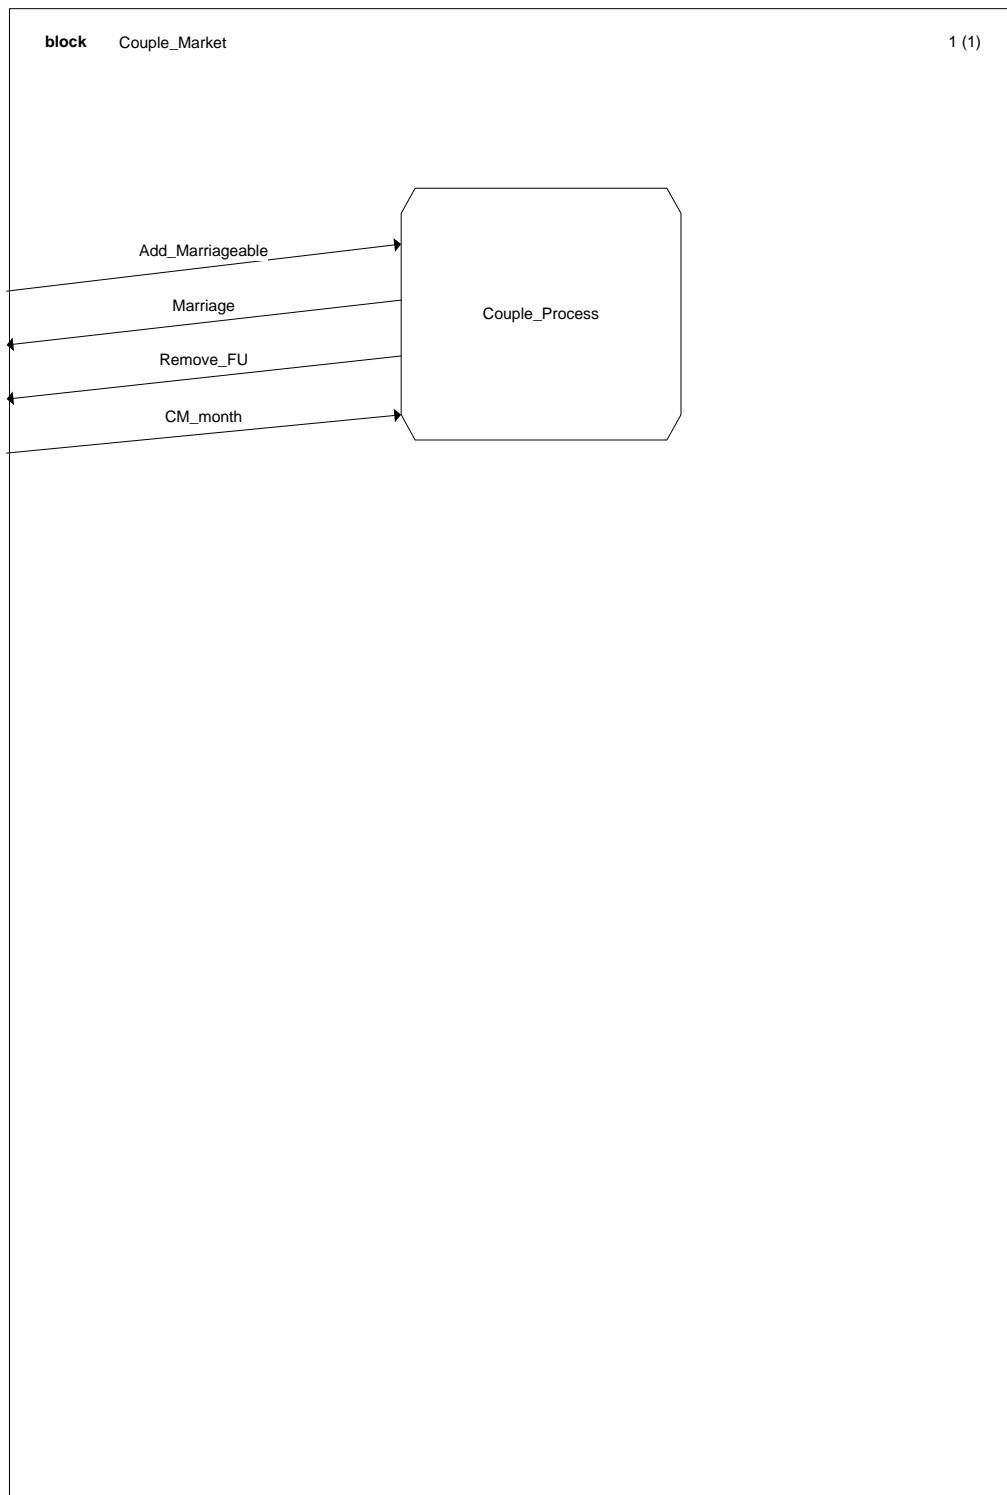 block Couple_Market 1 (1)
Add_Marriageable
Marriage
Couple_Process
Remove_FU
CM_month